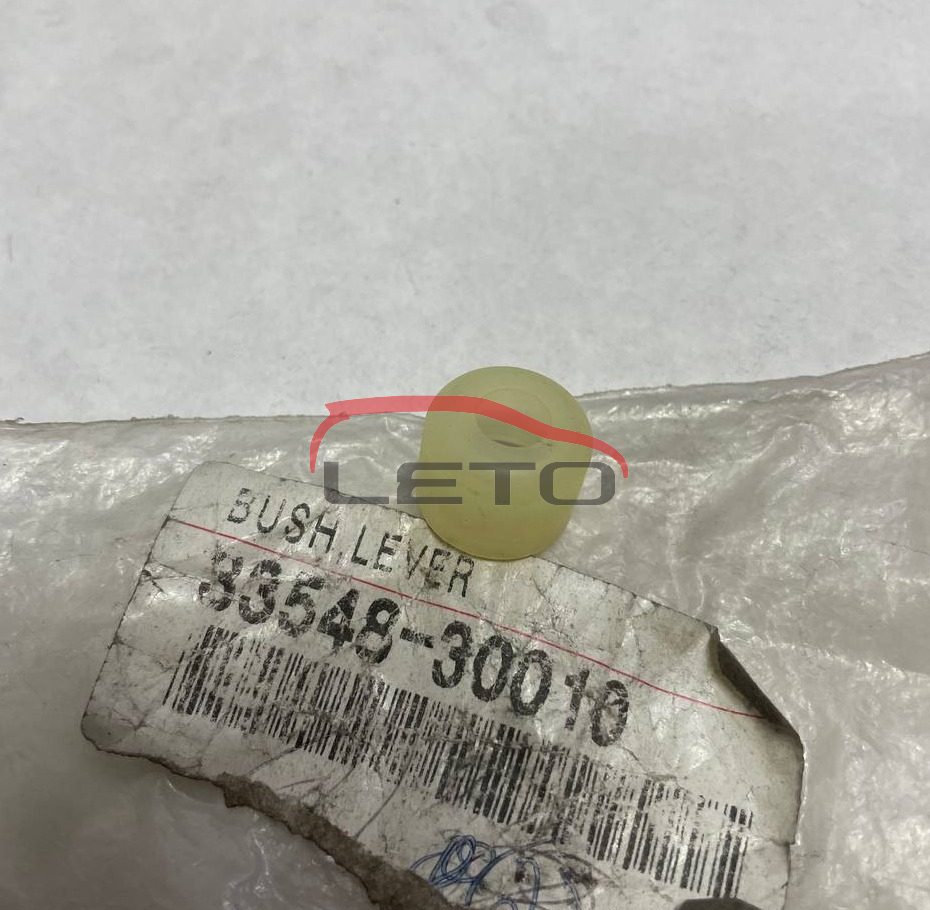 LETO
BUSH, LEVER
33548-30010